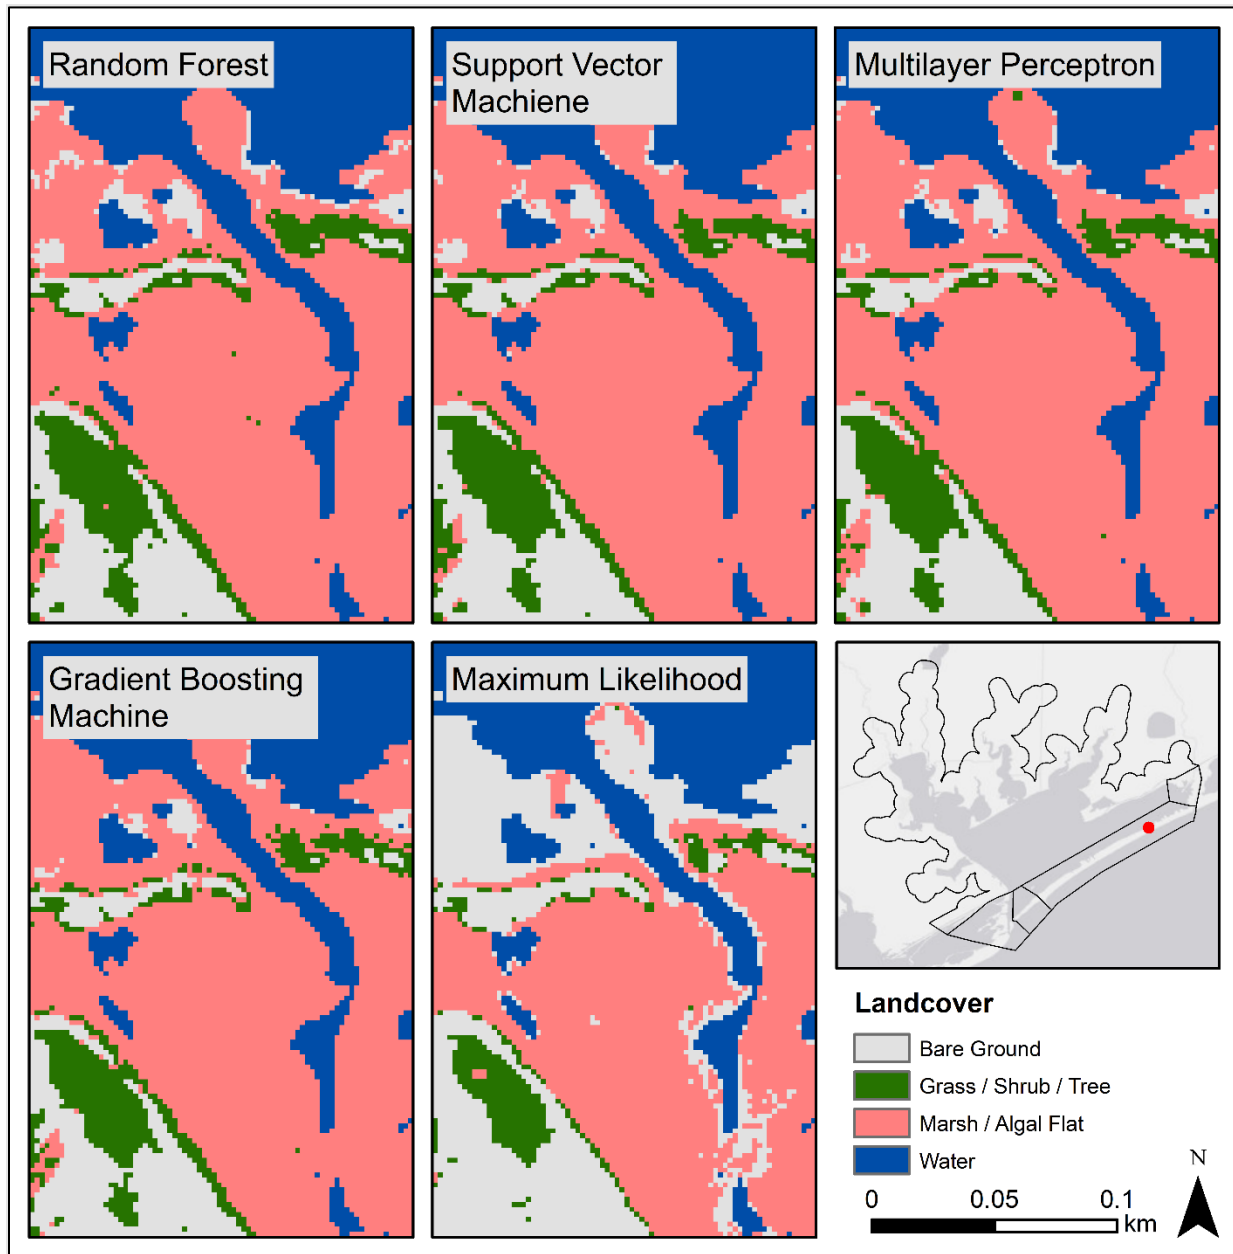 Random Forest
Support Vector
Machiene
Multilayer Perceptron
Gradient Boosting
Machine
Maximum Likelihood
Landcover
Bare Ground
Grass / Shrub / Tree
Marsh / Algal Flat
Water
N
0 0.05 0.1
km